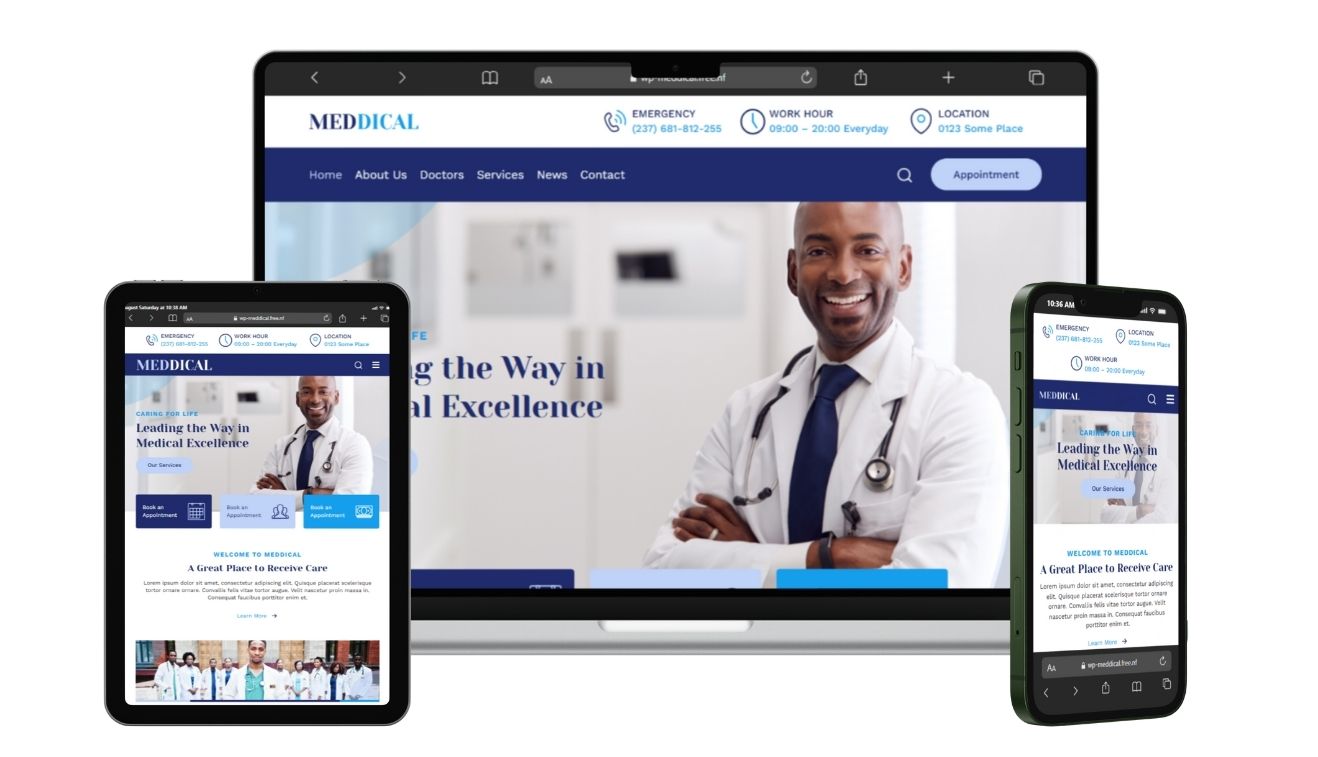 AA wp-meddical.free.nf
MEDDICAL
EMERGENCY
(237) 681-812-255
WORK HOUR
09:00 – 20:00 Everyday
LOCATION
0123 Some Place
Home About Us Doctors Services News Contact
Appointment
FE
g the Way in
al Excellence
August Saturday at 10:38 AM
AA wp-meddical.free.nf
EMERGENCY
(237) 681-812-255
WORK HOUR
09:00 – 20:00 Everyday
LOCATION
0123 Some Place
MEDDICAL
CARING FOR LIFE
Leading the Way in
Medical Excellence
Our Services
Book an
Appointment
Book an
Appointment
Book an
Appointment
WELCOME TO MEDDICAL
A Great Place to Receive Care
Lorem ipsum dolor sit amet, consectetur adipiscing elit. Quisque placerat scelerisque
tortor ornare ornare. Convallis felis vitae tortor augue. Velit nascetur proin massa in.
Consequat faucibus porttitor enim et.
Learn More
10:36 AM
EMERGENCY
(237) 681-812-255
LOCATION
0123 Some Place
WORK HOUR
09:00 – 20:00 Everyday
MEDDICAL
CARING FOR LIFE
Leading the Way in
Medical Excellence
Our Services
WELCOME TO MEDDICAL
A Great Place to Receive Care
Lorem ipsum dolor sit amet, consectetur adipiscing
elit. Quisque placerat scelerisque tortor ornare
ornare. Convallis felis vitae tortor augue. Velit
nascetur proin massa in. Consequat faucibus
porttitor enim et.
Learn More
AA wp-meddical.free.nf